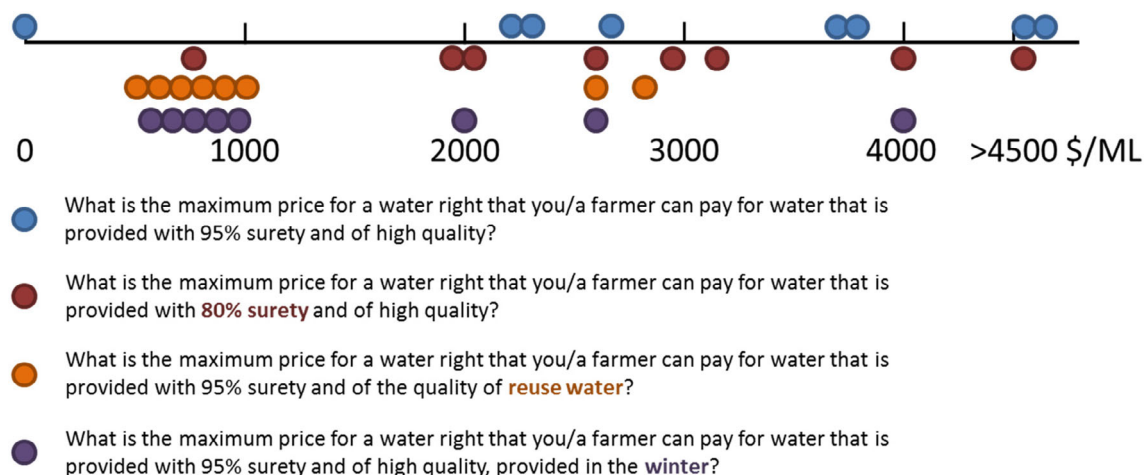 0 1000 2000 3000 4000 >4500 $/ML
What is the maximum price for a water right that you/a farmer can pay for water that is
provided with 95% surety and of high quality?
What is the maximum price for a water right that you/a farmer can pay for water that is
provided with 80% surety and of high quality?
What is the maximum price for a water right that you/a farmer can pay for water that is
provided with 95% surety and of the quality of reuse water?
What is the maximum price for a water right that you/a farmer can pay for water that is
provided with 95% surety and of high quality, provided in the winter?